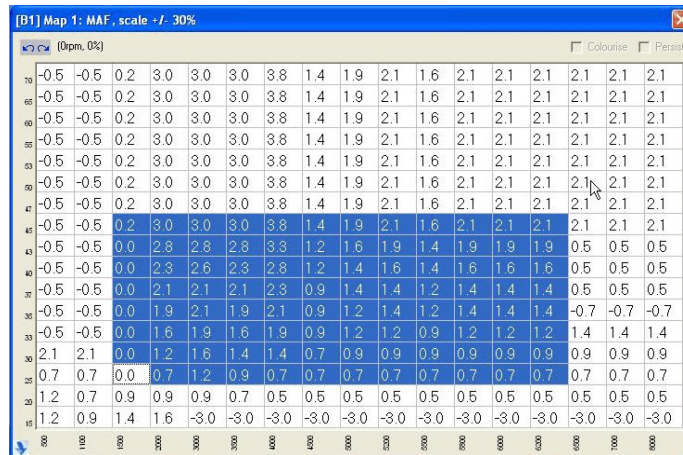 [B1] Map 1: MAF, scale +/- 30%
(0rpm, 0%) Colourise Persist
70 -0.5 -0.5 0.2 3.0 3.0 3.0 3.8 1.4 1.9 2.1 1.6 2.1 2.1 2.1 2.1 2.1 2.1
65 -0.5 -0.5 0.2 3.0 3.0 3.0 3.8 1.4 1.9 2.1 1.6 2.1 2.1 2.1 2.1 2.1 2.1
60 -0.5 -0.5 0.2 3.0 3.0 3.0 3.8 1.4 1.9 2.1 1.6 2.1 2.1 2.1 2.1 2.1 2.1
55 -0.5 -0.5 0.2 3.0 3.0 3.0 3.8 1.4 1.9 2.1 1.6 2.1 2.1 2.1 2.1 2.1 2.1
53 -0.5 -0.5 0.2 3.0 3.0 3.0 3.8 1.4 1.9 2.1 1.6 2.1 2.1 2.1 2.1 2.1 2.1
50 -0.5 -0.5 0.2 3.0 3.0 3.0 3.8 1.4 1.9 2.1 1.6 2.1 2.1 2.1 2.1 2.1 2.1
47 -0.5 -0.5 0.2 3.0 3.0 3.0 3.8 1.4 1.9 2.1 1.6 2.1 2.1 2.1 2.1 2.1 2.1
45 -0.5 -0.5 0.2 3.0 3.0 3.0 3.8 1.4 1.9 2.1 1.6 2.1 2.1 2.1 2.1 2.1 2.1
43 -0.5 -0.5 0.0 2.8 2.8 2.8 3.3 1.2 1.6 1.9 1.4 1.9 1.9 1.9 0.5 0.5 0.5
40 -0.5 -0.5 0.0 2.3 2.6 2.3 2.8 1.2 1.4 1.6 1.4 1.6 1.6 1.6 0.5 0.5 0.5
37 -0.5 -0.5 0.0 2.1 2.1 2.1 2.3 0.9 1.4 1.4 1.2 1.4 1.4 1.4 0.5 0.5 0.5
35 -0.5 -0.5 0.0 1.9 2.1 1.9 2.1 0.9 1.2 1.4 1.2 1.4 1.4 1.4 -0.7 -0.7 -0.7
33 -0.5 -0.5 0.0 1.6 1.9 1.6 1.9 0.9 1.2 1.2 0.9 1.2 1.2 1.2 1.4 1.4 1.4
30 2.1 2.1 0.0 1.2 1.6 1.4 1.4 0.7 0.9 0.9 0.9 0.9 0.9 0.9 0.9 0.9 0.9
25 0.7 0.7 0.0 0.7 1.2 0.9 0.7 0.7 0.7 0.7 0.7 0.7 0.7 0.7 0.7 0.7 0.7
20 1.2 0.7 0.9 0.9 0.9 0.7 0.5 0.5 0.5 0.5 0.5 0.5 0.5 0.5 0.5 0.5 0.5
15 1.2 0.9 1.4 1.6 -3.0 -3.0 -3.0 -3.0 -3.0 -3.0 -3.0 -3.0 -3.0 -3.0 -3.0 -3.0 -3.0
1100 2000 3500 4000 7000 8000